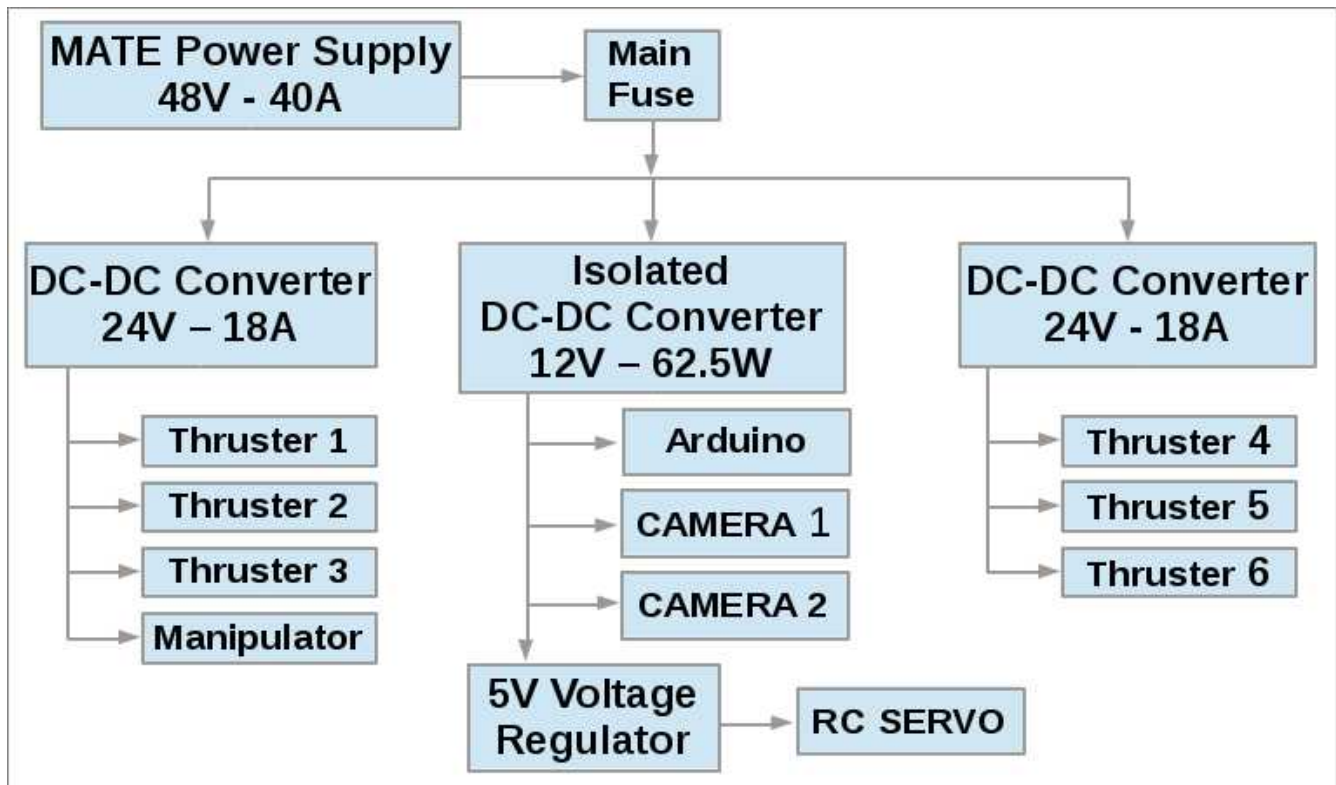 MATE Power Supply
48V - 40A
Main
Fuse
DC-DC Converter
24V – 18A
Isolated
DC-DC Converter
12V – 62.5W
DC-DC Converter
24V - 18A
Thruster 1
Thruster 2
Thruster 3
Manipulator
Arduino
CAMERA 1
CAMERA 2
5V Voltage
Regulator
RC SERVO
Thruster 4
Thruster 5
Thruster 6